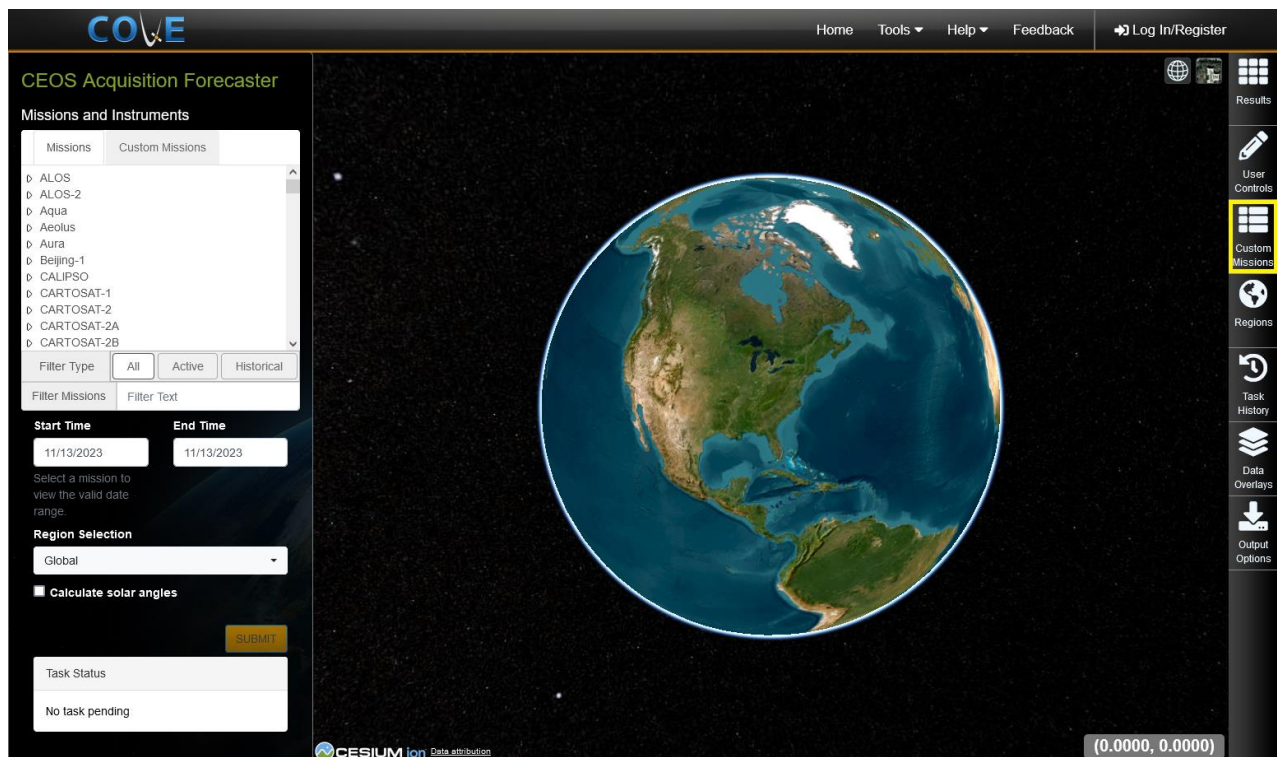 COVE
Home Tools Help Feedback Log In/Register
CEOS Acquisition Forecaster
Missions and Instruments
Missions Custom Missions
ALOS
ALOS-2
Aqua
Aeolus
Aura
Beijing-1
CALIPSO
CARTOSAT-1
CARTOSAT-2
CARTOSAT-2A
CARTOSAT-2B
Filter Type All Active Historical
Filter Missions Filter Text
Start Time End Time
11/13/2023 11/13/2023
Select a mission to
view the valid date
range.
Region Selection
Global
Calculate solar angles
SUBMIT
Task Status
No task pending
CESIUM ion Data attribution
(0.0000, 0.0000)
Results
User
Controls
Custom
Missions
Regions
Task
History
Data
Overlays
Output
Options